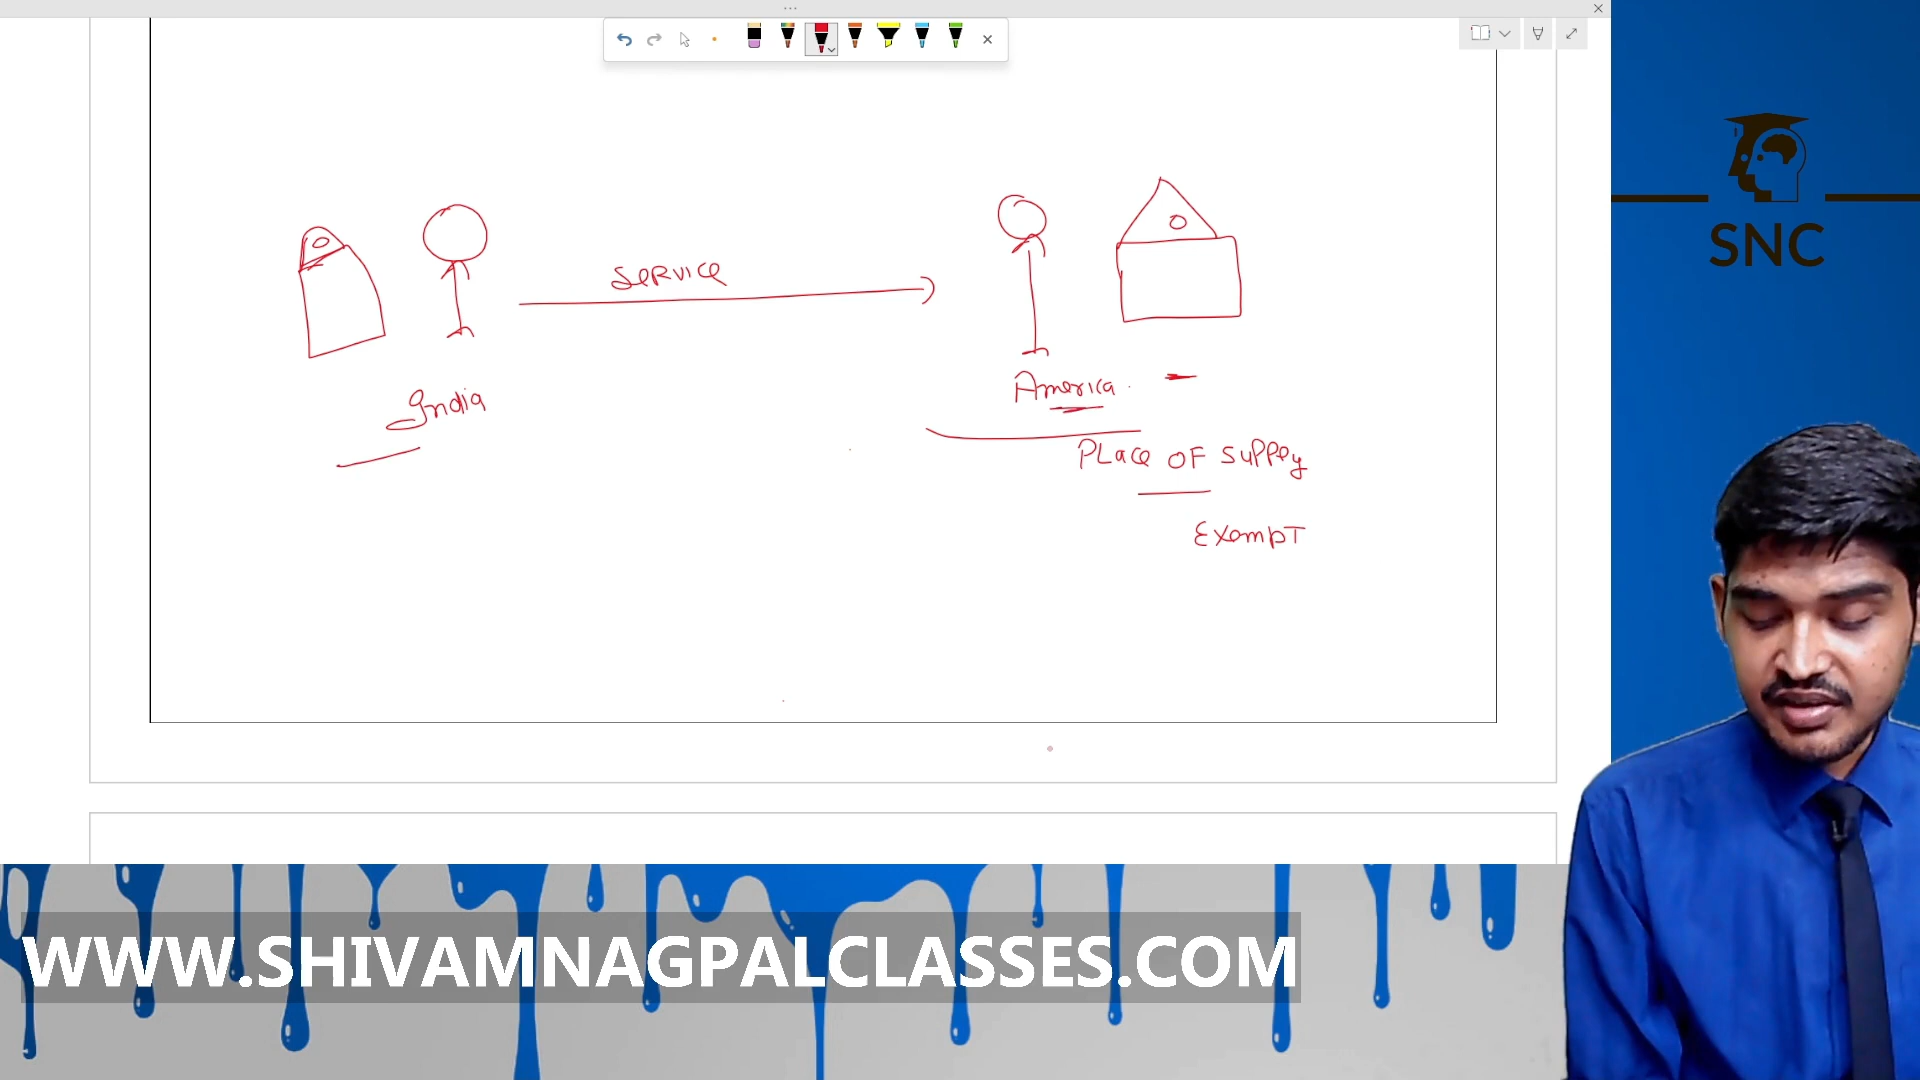 SERVICE
India
America.
PLace OF supply
ExempT
SNC
WWW.SHIVAMNAGPALCLASSES.COM